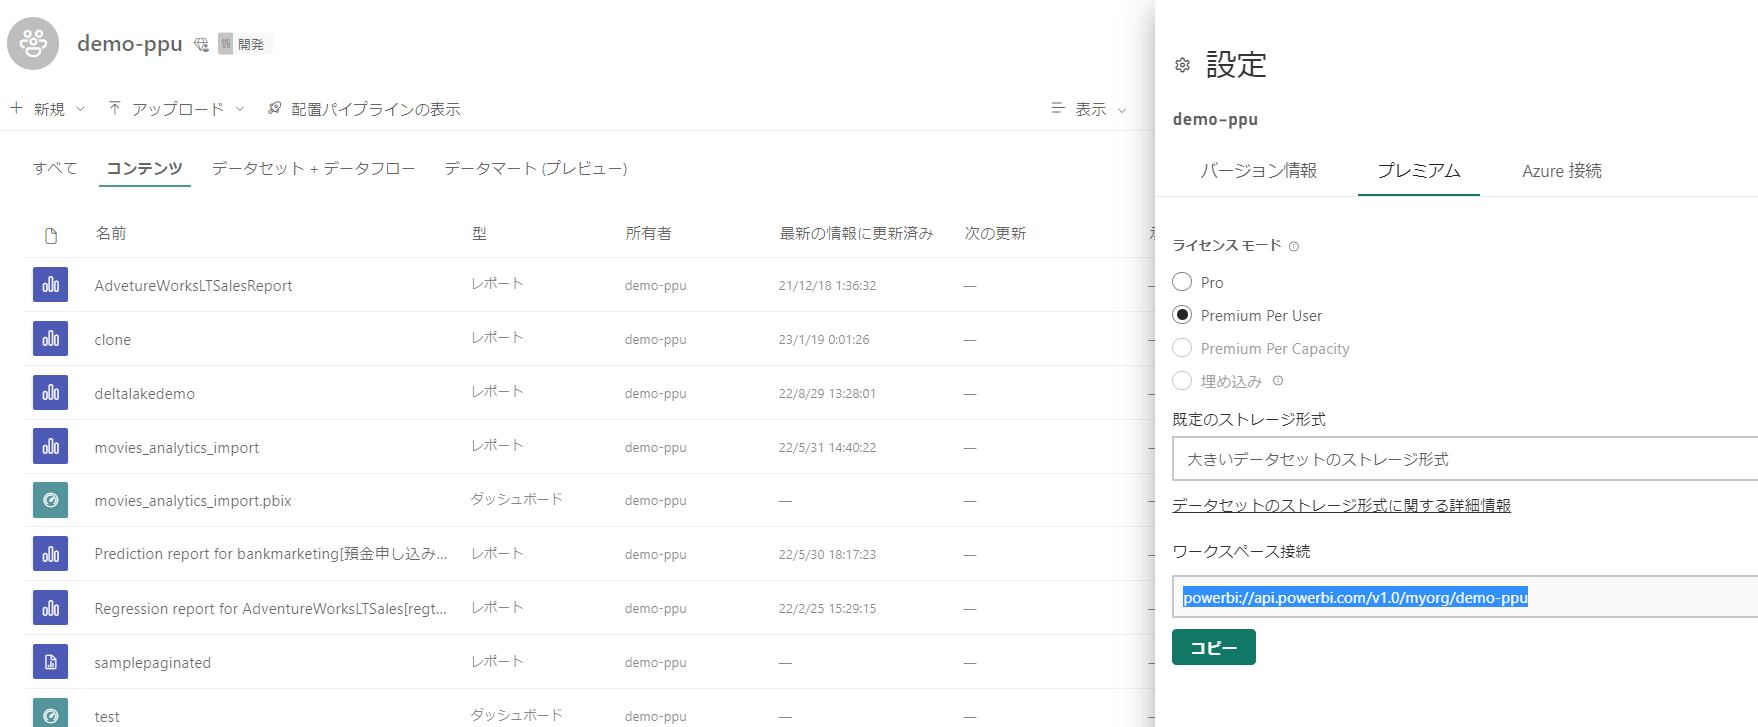 demo-ppu 開発
新規 アップロード 配置パイプラインの表示 表示
すべて コンテンツ データセット + データフロー データマート (プレビュー)
名前 型 所有者 最新の情報に更新済み 次の更新
AdvetureWorksLTSalesReport レポート demo-ppu 21/12/18 1:36:32 —
clone レポート demo-ppu 23/1/19 0:01:26 —
deltalakedemo レポート demo-ppu 22/8/29 13:28:01 —
movies_analytics_import レポート demo-ppu 22/5/31 14:40:22 —
movies_analytics_import.pbix ダッシュボード demo-ppu — —
Prediction report for bankmarketing[預金申し込み... レポート demo-ppu 22/5/30 18:17:23 —
Regression report for AdventureWorksLTSales[regt... レポート demo-ppu 22/2/25 15:29:15 —
samplepaginated レポート demo-ppu — —
test ダッシュボード demo-ppu — —
設定
demo-ppu
バージョン情報 プレミアム Azure 接続
ライセンス モード
Pro
Premium Per User
Premium Per Capacity
埋め込み
既定のストレージ形式
大きいデータセットのストレージ形式
データセットのストレージ形式に関する詳細情報
ワークスペース接続
powerbi://api.powerbi.com/v1.0/myorg/demo-ppu
コピー